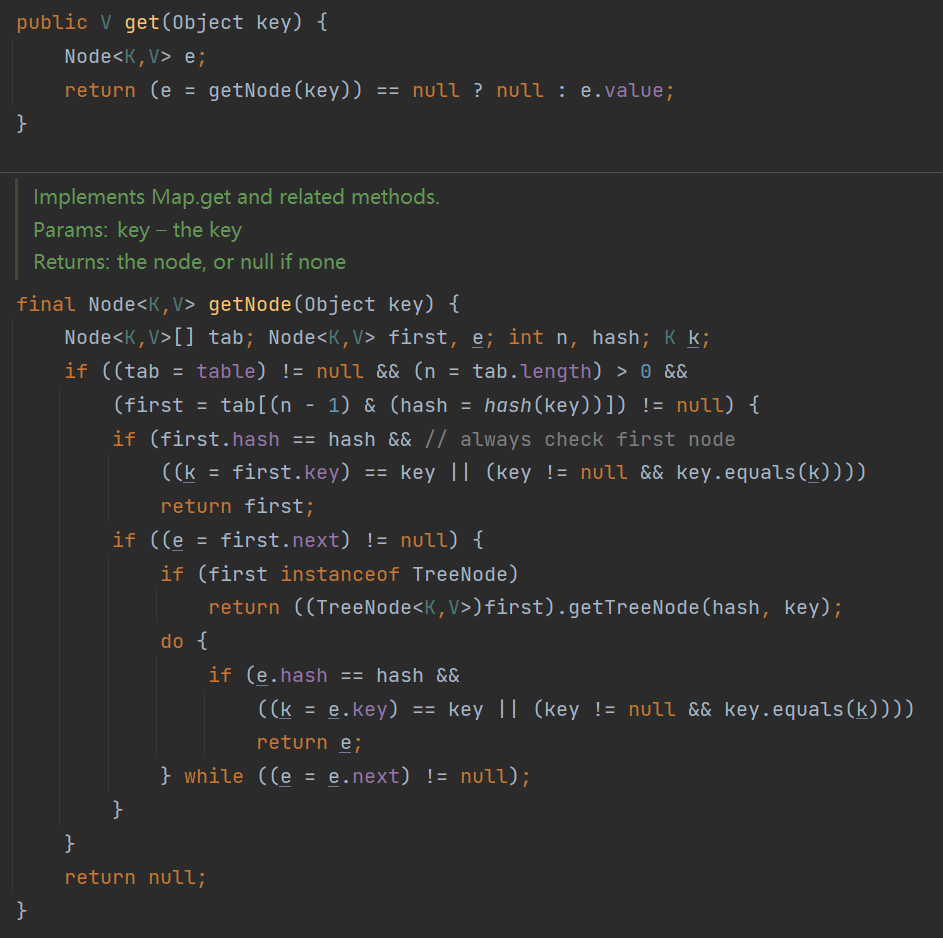 public V get(Object key) {
    Node<K,V> e;
    return (e = getNode(key)) == null ? null : e.value;
}
Implements Map.get and related methods.
Params: key – the key
Returns: the node, or null if none
final Node<K,V> getNode(Object key) {
    Node<K,V>[] tab; Node<K,V> first, e; int n, hash; K k;
    if ((tab = table) != null && (n = tab.length) > 0 &&
        (first = tab[(n - 1) & (hash = hash(key))]) != null) {
        if (first.hash == hash && // always check first node
            ((k = first.key) == key || (key != null && key.equals(k))))
            return first;
        if ((e = first.next) != null) {
            if (first instanceof TreeNode)
                return ((TreeNode<K,V>)first).getTreeNode(hash, key);
            do {
                if (e.hash == hash &&
                    ((k = e.key) == key || (key != null && key.equals(k))))
                    return e;
            } while ((e = e.next) != null);
        }
    }
    return null;
}